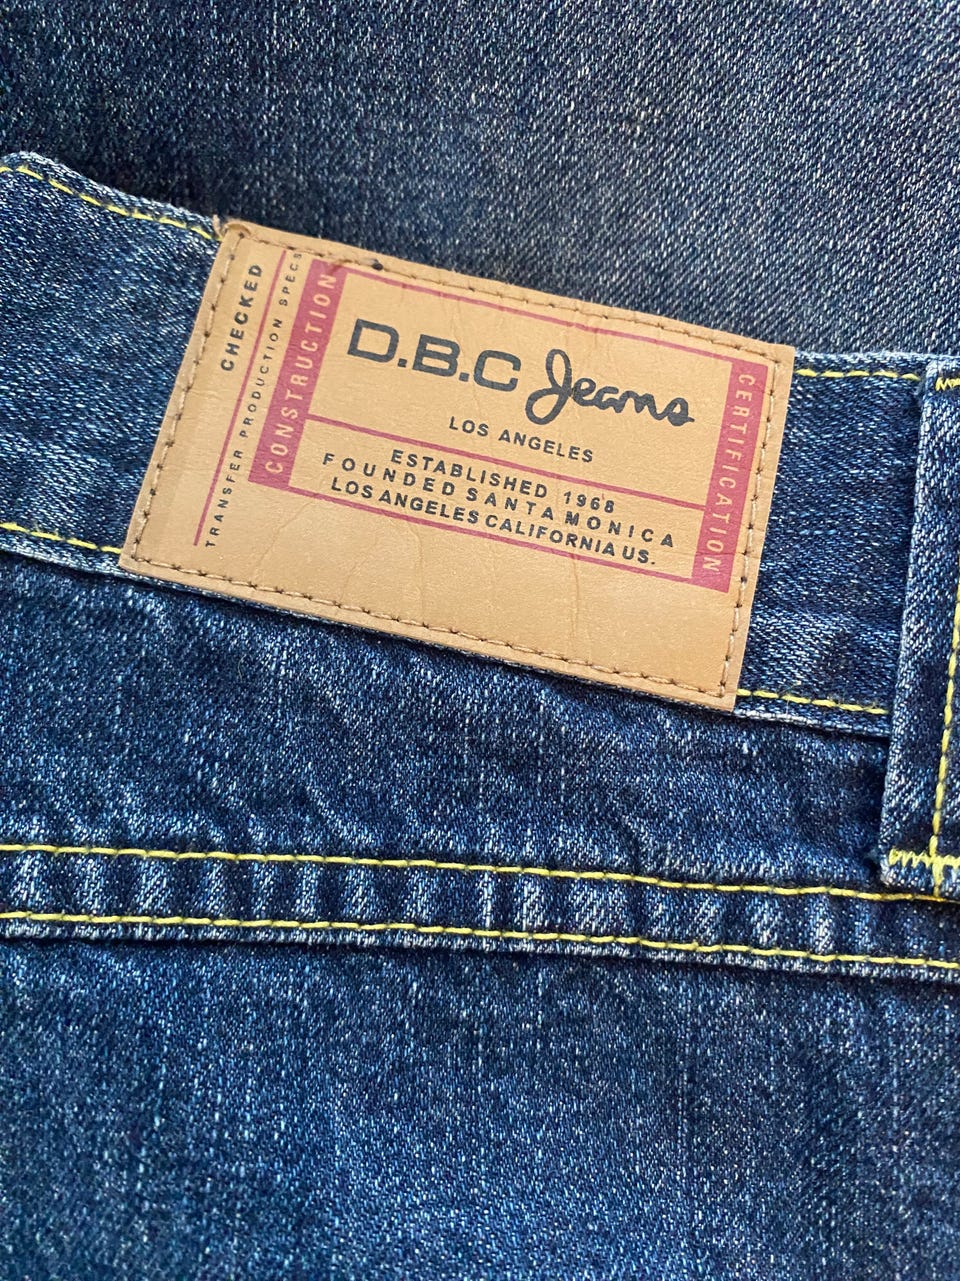 CHECKED
TRANSFER PRODUCTION SPECS
CONSTRUCTION
D.B.C Jeans
LOS ANGELES
ESTABLISHED 1968
FOUNDED SANTA MONICA
LOS ANGELES CALIFORNIA US.
CERTIFICATION